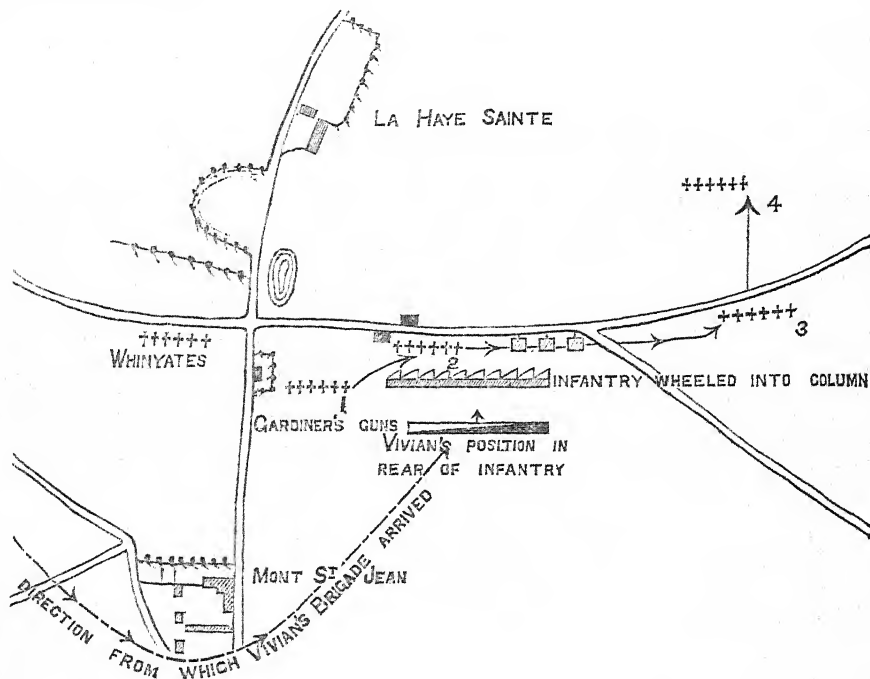 LA HAYE SAINTE
4
3
WHINYATES
2
INFANTRY WHEELED INTO COLUMN
1
GARDINER'S GUNS
VIVIAN'S POSITION IN
REAR OF INFANTRY
MONT ST JEAN
DIRECTION FROM WHICH VIVIAN'S BRIGADE ARRIVED